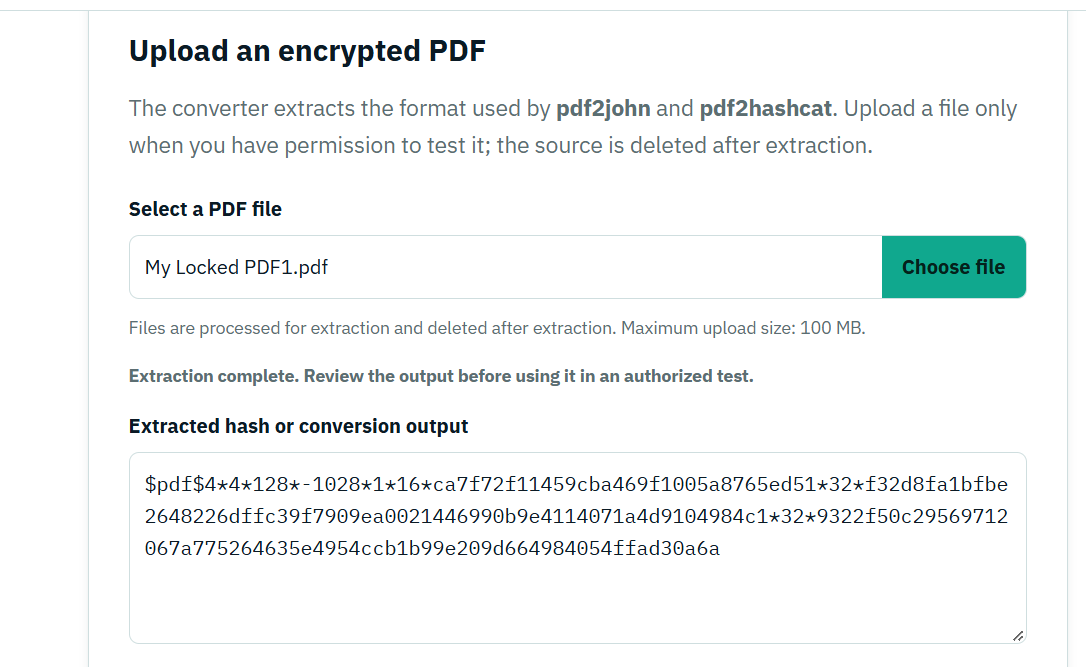 Upload an encrypted PDF
The converter extracts the format used by pdf2john and pdf2hashcat. Upload a file only
when you have permission to test it; the source is deleted after extraction.
Select a PDF file
My Locked PDF1.pdf
Choose file
Files are processed for extraction and deleted after extraction. Maximum upload size: 100 MB.
Extraction complete. Review the output before using it in an authorized test.
Extracted hash or conversion output
$pdf$4*4*128*-1028*1*16*ca7f72f11459cba469f1005a8765ed51*32*f32d8fa1bfbe
2648226dffc39f7909ea0021446990b9e4114071a4d9104984c1*32*9322f50c29569712
067a775264635e4954ccb1b99e209d664984054ffad30a6a